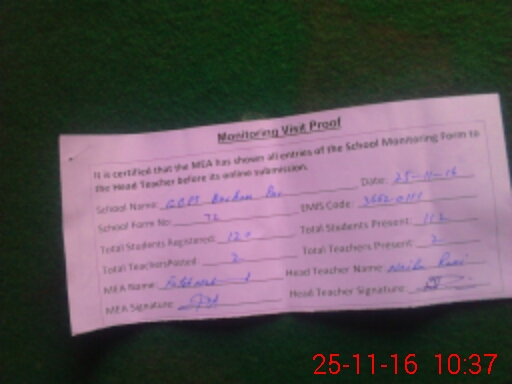 Monitoring Visit Proof
It is certified that the MEA has shown all entries of the School Monitoring Form to
the Head Teacher before its online submission.
School Name: GGPS Date: 25-11-16
School Form No: 72 EMIS Code:
Total Students Registered: 120 Total Students Present: 112
Total TeachersPosted: 2 Total Teachers Present: 2
MEA Name: Head Teacher Name: Naila
MEA Signature: Head Teacher Signature:
25-11-16 10:37